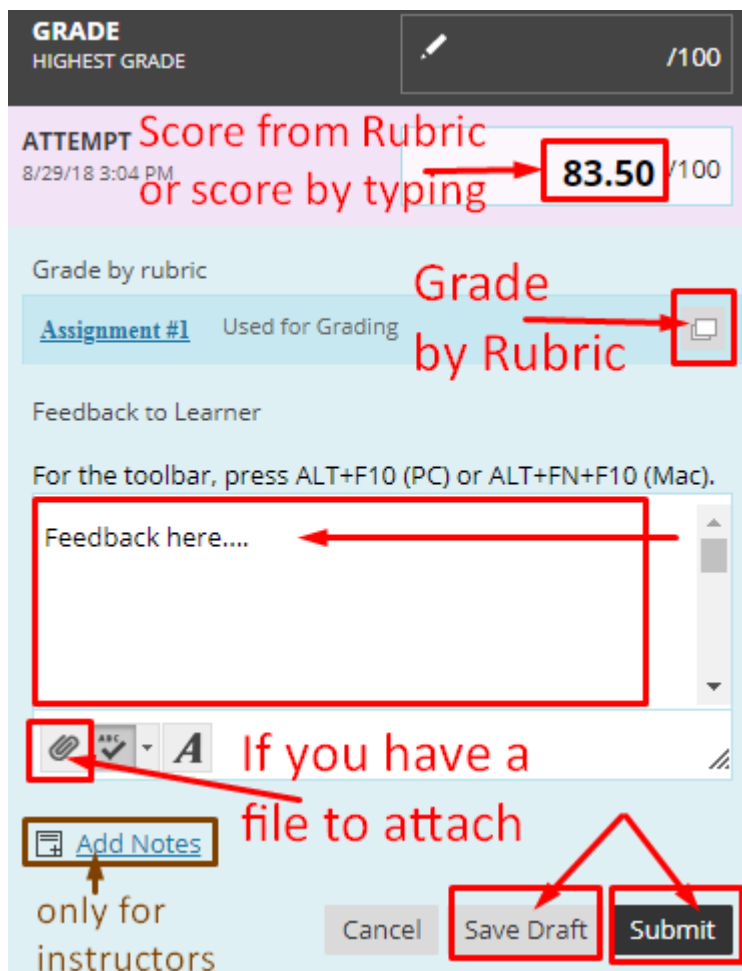 GRADE
HIGHEST GRADE
/100
ATTEMPT
8/29/18 3:04 PM
Score from Rubric
or score by typing
83.50 /100
Grade by rubric
Assignment #1 Used for Grading
Grade
by Rubric
Feedback to Learner
For the toolbar, press ALT+F10 (PC) or ALT+FN+F10 (Mac).
Feedback here....
ABC
A
If you have a
file to attach
Add Notes
only for
instructors
Cancel Save Draft Submit